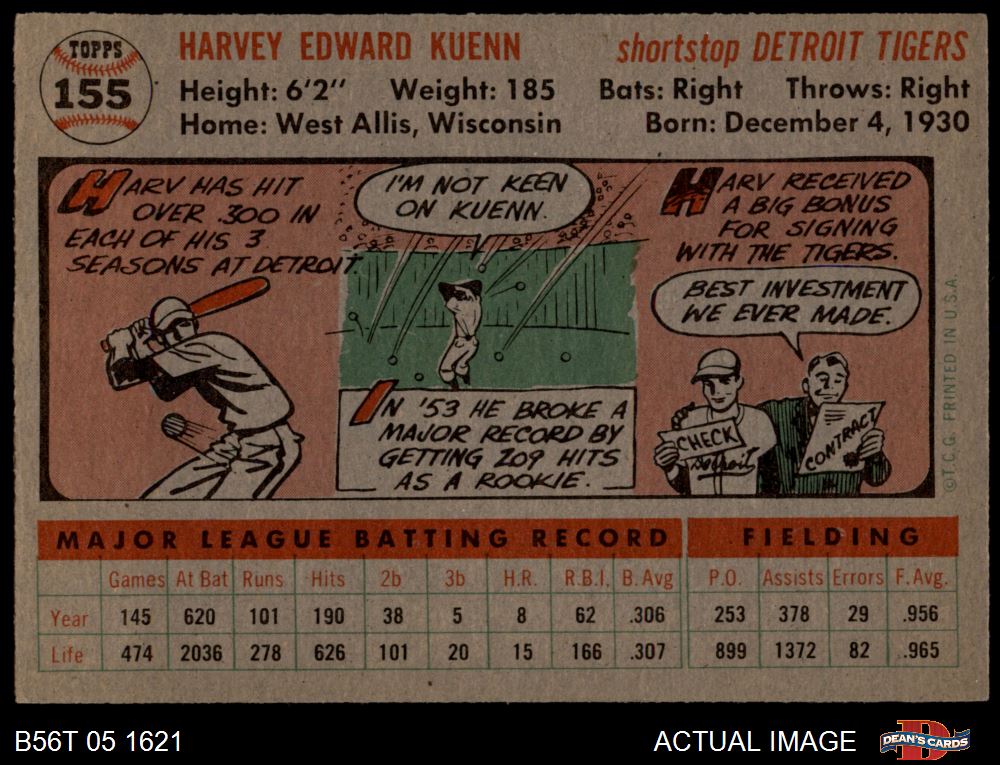 TOPPS
155
HARVEY EDWARD KUENN
shortstop DETROIT TIGERS
Height: 6'2" Weight: 185 Bats: Right Throws: Right
Home: West Allis, Wisconsin Born: December 4, 1930
HARV HAS HIT
OVER .300 IN
EACH OF HIS 3
SEASONS AT DETROIT.
I'M NOT KEEN
ON KUENN.
IN '53 HE BROKE A
MAJOR RECORD BY
GETTING 209 HITS
AS A ROOKIE.
HARV RECEIVED
A BIG BONUS
FOR SIGNING
WITH THE TIGERS.
BEST INVESTMENT
WE EVER MADE.
CHECK
Detroit
CONTRACT
©T.C.G. PRINTED IN U.S.A.
MAJOR LEAGUE BATTING RECORD FIELDING
Games At Bat Runs Hits 2b 3b H.R. R.B.I. B. Avg P.O. Assists Errors F. Avg.
Year 145 620 101 190 38 5 8 62 .306 253 378 29 .956
Life 474 2036 278 626 101 20 15 166 .307 899 1372 82 .965
B56T 05 1621
ACTUAL IMAGE
D
DEAN'S CARDS